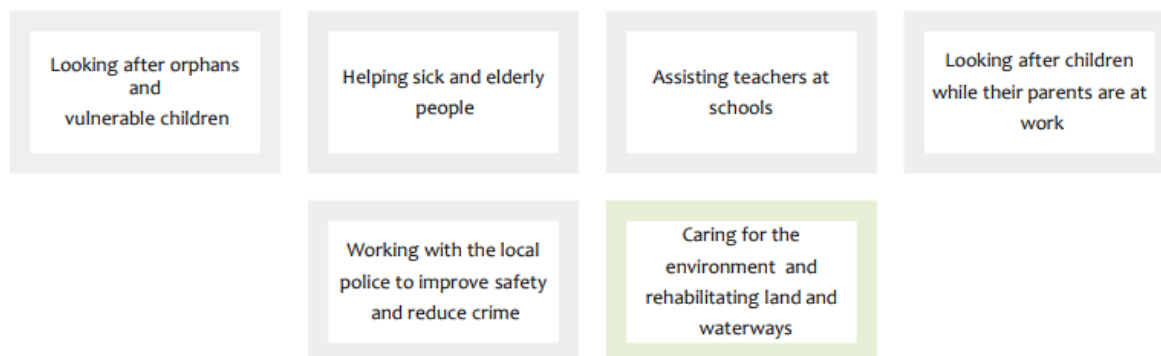 Looking after orphans
and
vulnerable children
Helping sick and elderly
people
Assisting teachers at
schools
Looking after children
while their parents are at
work
Working with the local
police to improve safety
and reduce crime
Caring for the
environment and
rehabilitating land and
waterways